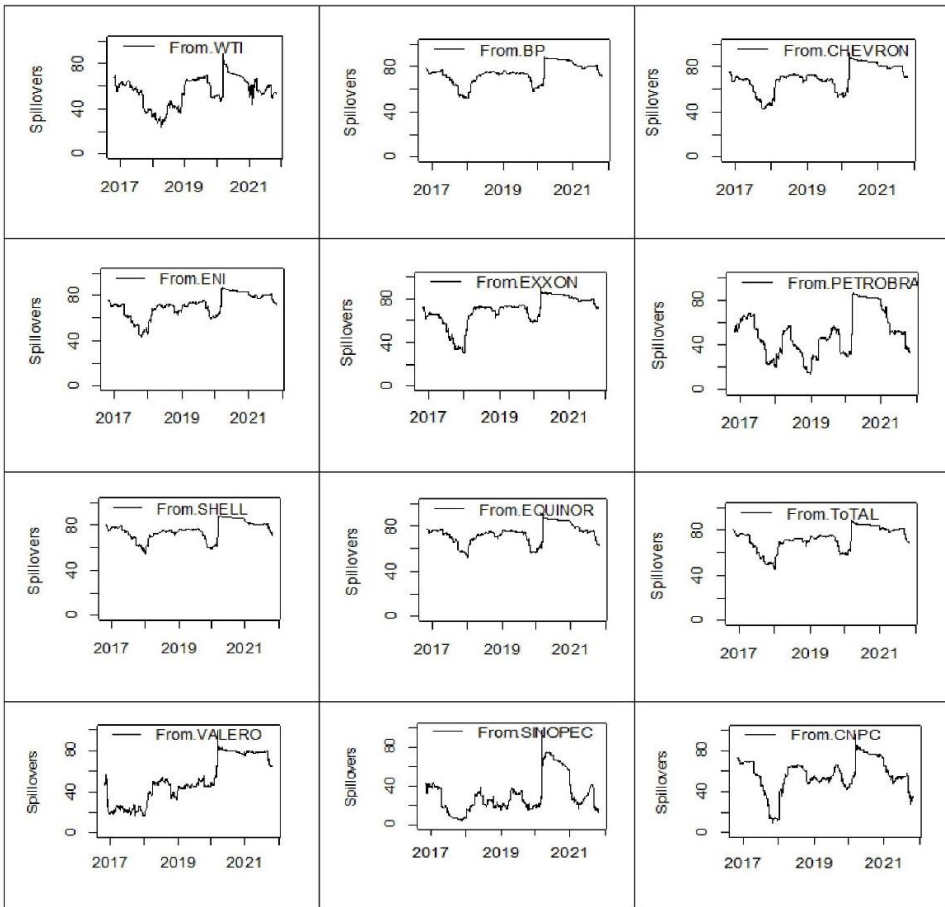 From.WTI
Spillovers
0 40 80
2017 2019 2021
From.BP
Spillovers
0 40 80
2017 2019 2021
From.CHEVRON
Spillovers
0 40 80
2017 2019 2021
From.ENI
Spillovers
0 40 80
2017 2019 2021
From.EXXON
Spillovers
0 40 80
2017 2019 2021
From.PETROBRA
Spillovers
0 40 80
2017 2019 2021
From.SHELL
Spillovers
0 40 80
2017 2019 2021
From.EQUINOR
Spillovers
0 40 80
2017 2019 2021
From.ToTAL
Spillovers
0 40 80
2017 2019 2021
From.VALERO
Spillovers
0 40 80
2017 2019 2021
From.SINOPEC
Spillovers
0 40 80
2017 2019 2021
From.CNPC
Spillovers
0 40 80
2017 2019 2021